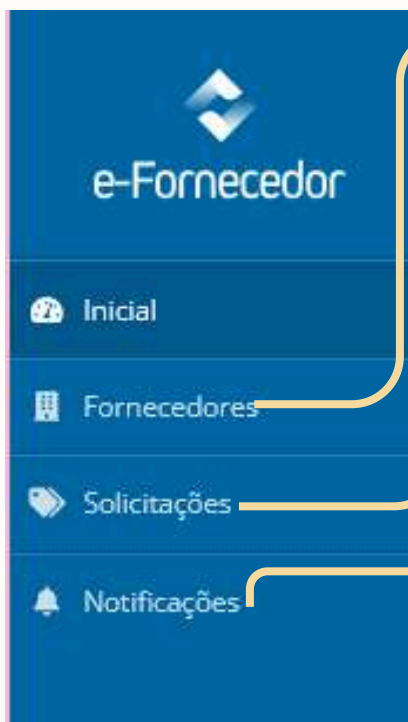 e-Fornecedor
Inicial
Fornecedores
Solicitações
Notificações